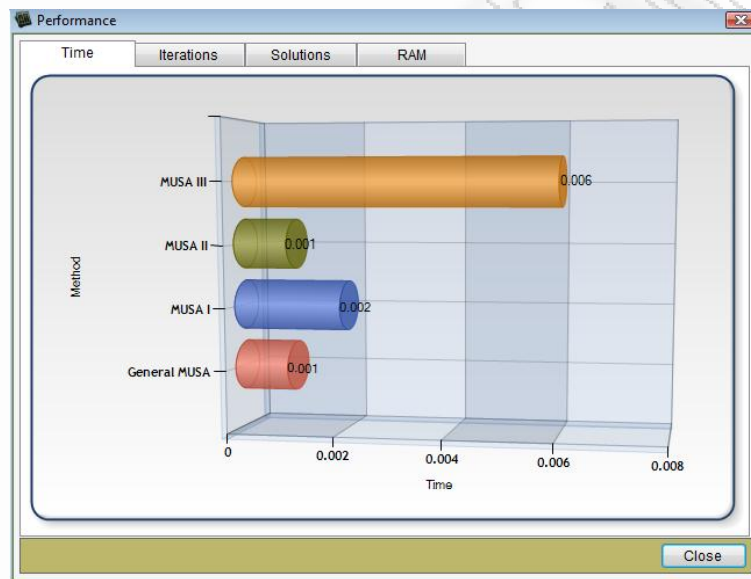 Performance
Time Iterations Solutions RAM
MUSA III 0.006
MUSA II 0.001
Method
MUSA I 0.002
General MUSA 0.001
0 0.002 0.004 0.006 0.008
Time
Close